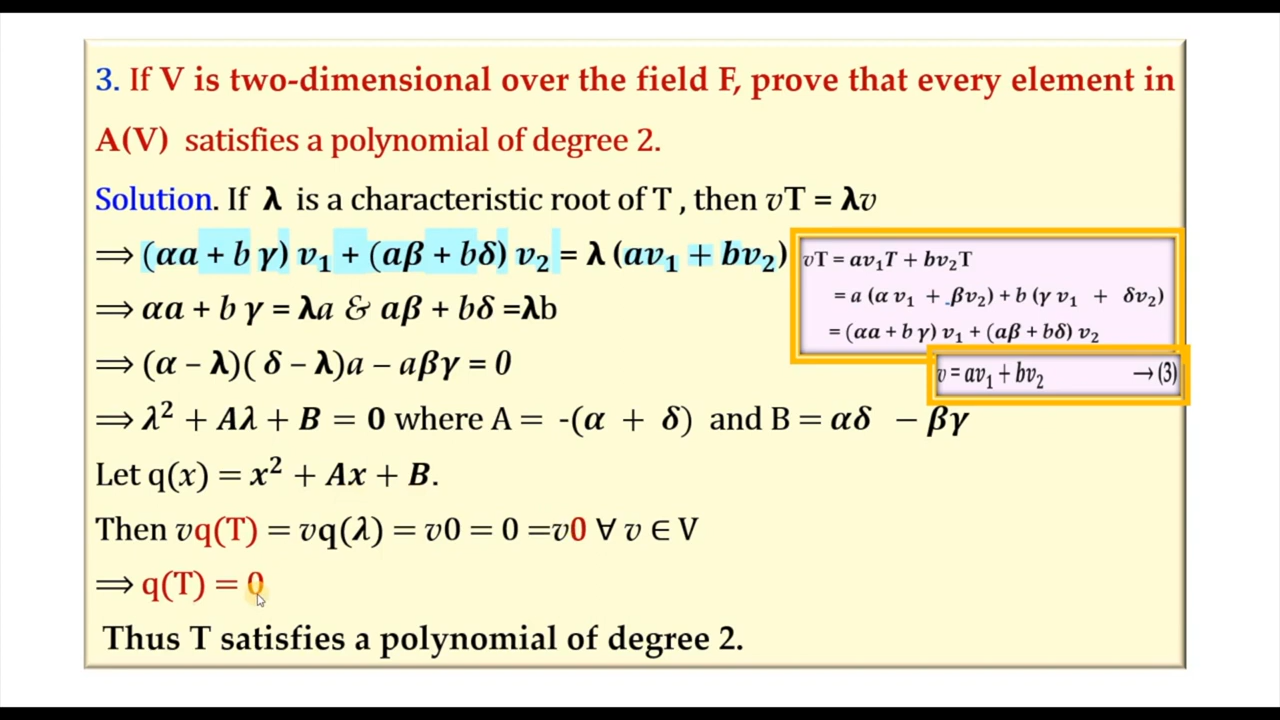 3. If V is two-dimensional over the field F, prove that every element in
A(V) satisfies a polynomial of degree 2.
Solution. If λ is a characteristic root of T , then vT = λv
⟹ (αa + b γ) v₁ + (aβ + bδ) v₂ = λ (av₁ + bv₂)
vT = av₁T + bv₂T
= a (α v₁ + βv₂) + b (γ v₁ + δv₂)
= (αa + b γ) v₁ + (aβ + bδ) v₂
v = av₁ + bv₂ → (3)
⟹ αa + b γ = λa & aβ + bδ =λb
⟹ (α – λ)( δ – λ)a – aβγ = 0
⟹ λ² + Aλ + B = 0 where A = -(α + δ) and B = αδ − βγ
Let q(x) = x² + Ax + B.
Then vq(T) = vq(λ) = v0 = 0 =v0 ∀ v ∈ V
⟹ q(T) = 0
Thus T satisfies a polynomial of degree 2.